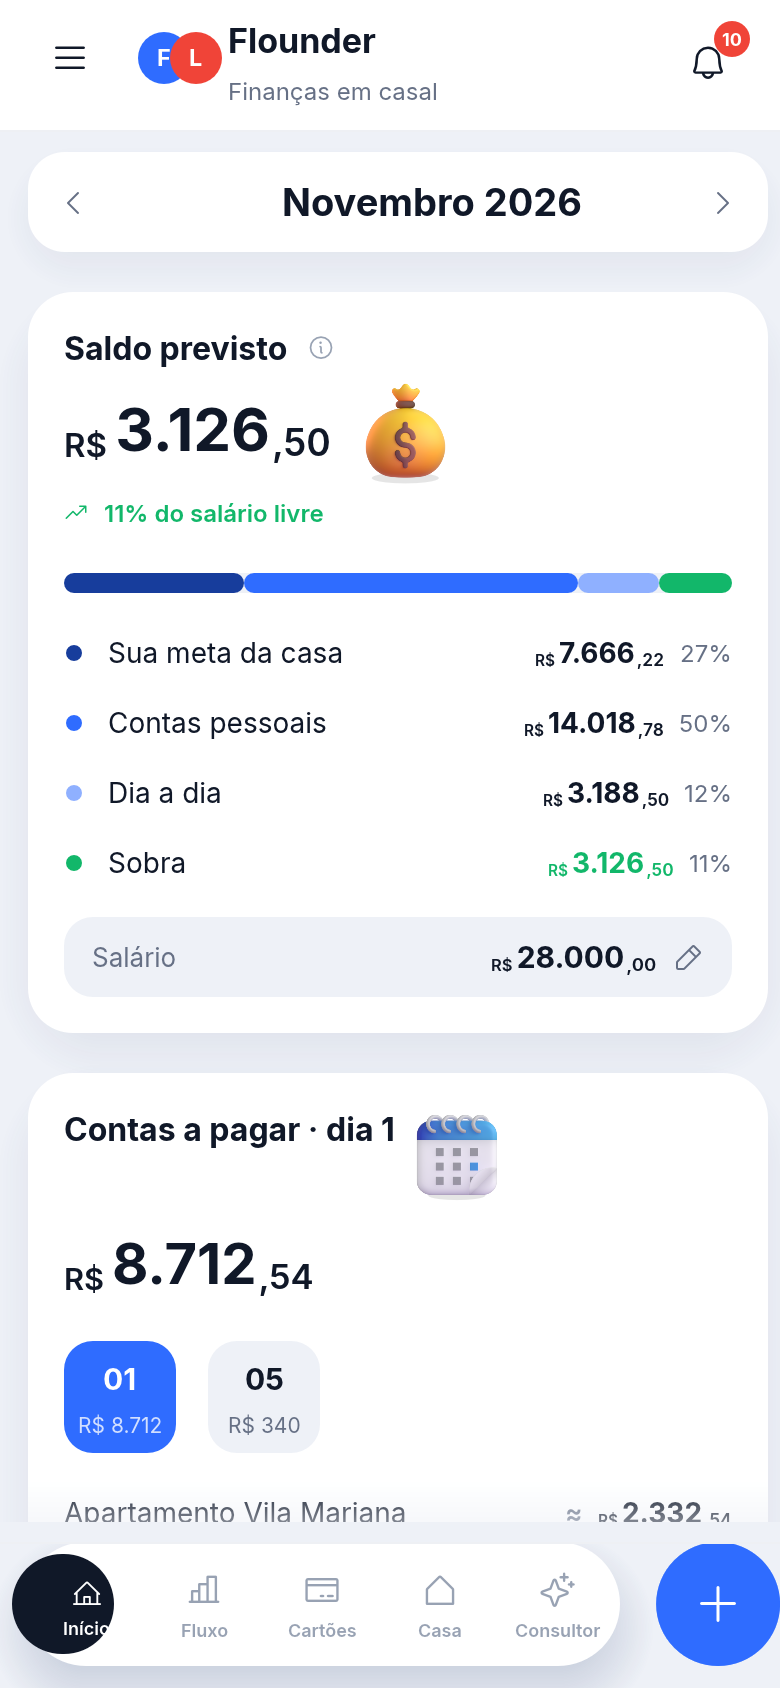 F L Flounder
10
Finanças em casal
Novembro 2026
Saldo previsto
R$ 3.126,50
11% do salário livre
Sua meta da casa R$ 7.666,22 27%
Contas pessoais R$ 14.018,78 50%
Dia a dia R$ 3.188,50 12%
Sobra R$ 3.126,50 11%
Salário R$ 28.000,00
Contas a pagar · dia 1
R$ 8.712,54
01 05
R$ 8.712 R$ 340
Apartamento Vila Mariana ≈ R$ 2.332,54
Início Fluxo Cartões Casa Consultor